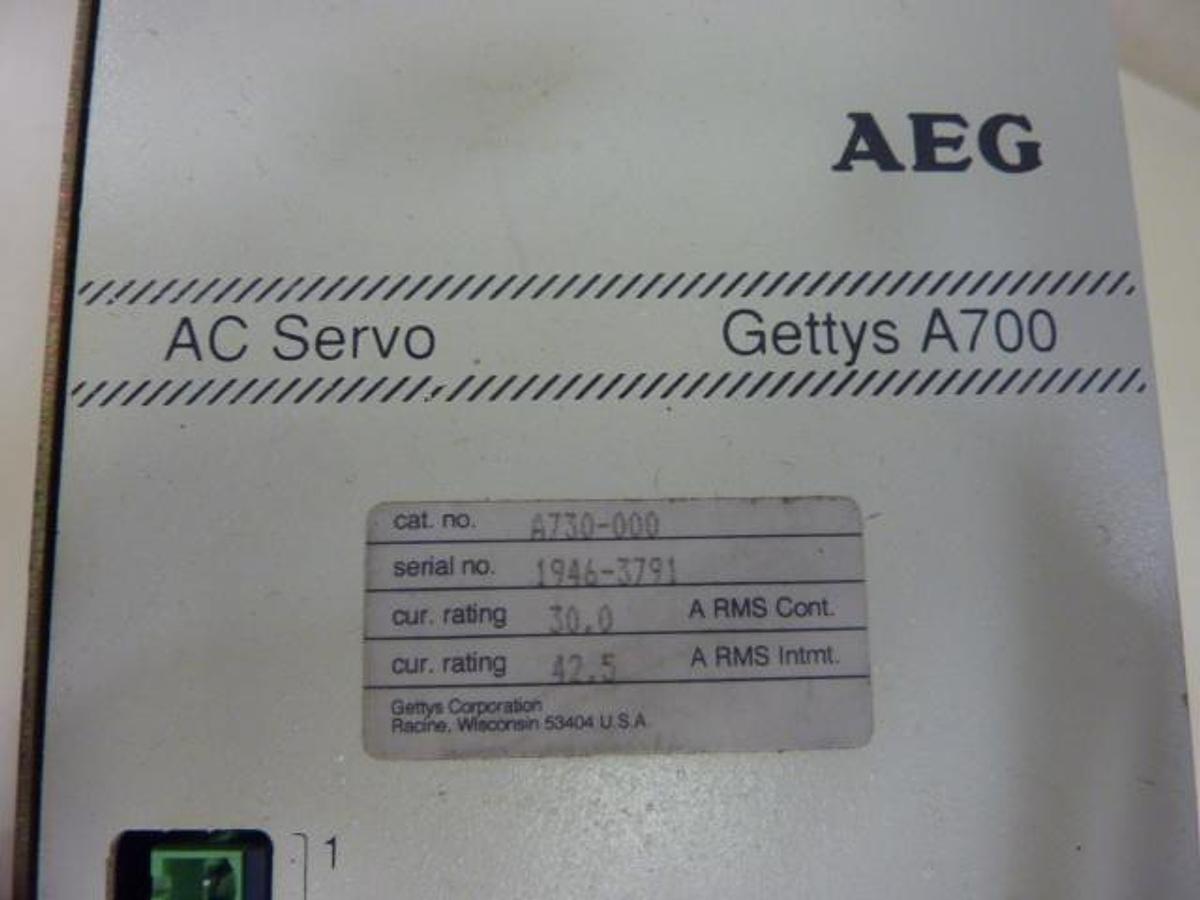 AEG
AC Servo Gettys A700
cat. no. A730-000
serial no. 1946-3791
cur. rating 30.0 A RMS Cont.
cur. rating 42.5 A RMS Intmt.
Gettys Corporation
Racine, Wisconsin 53404 U.S.A
1